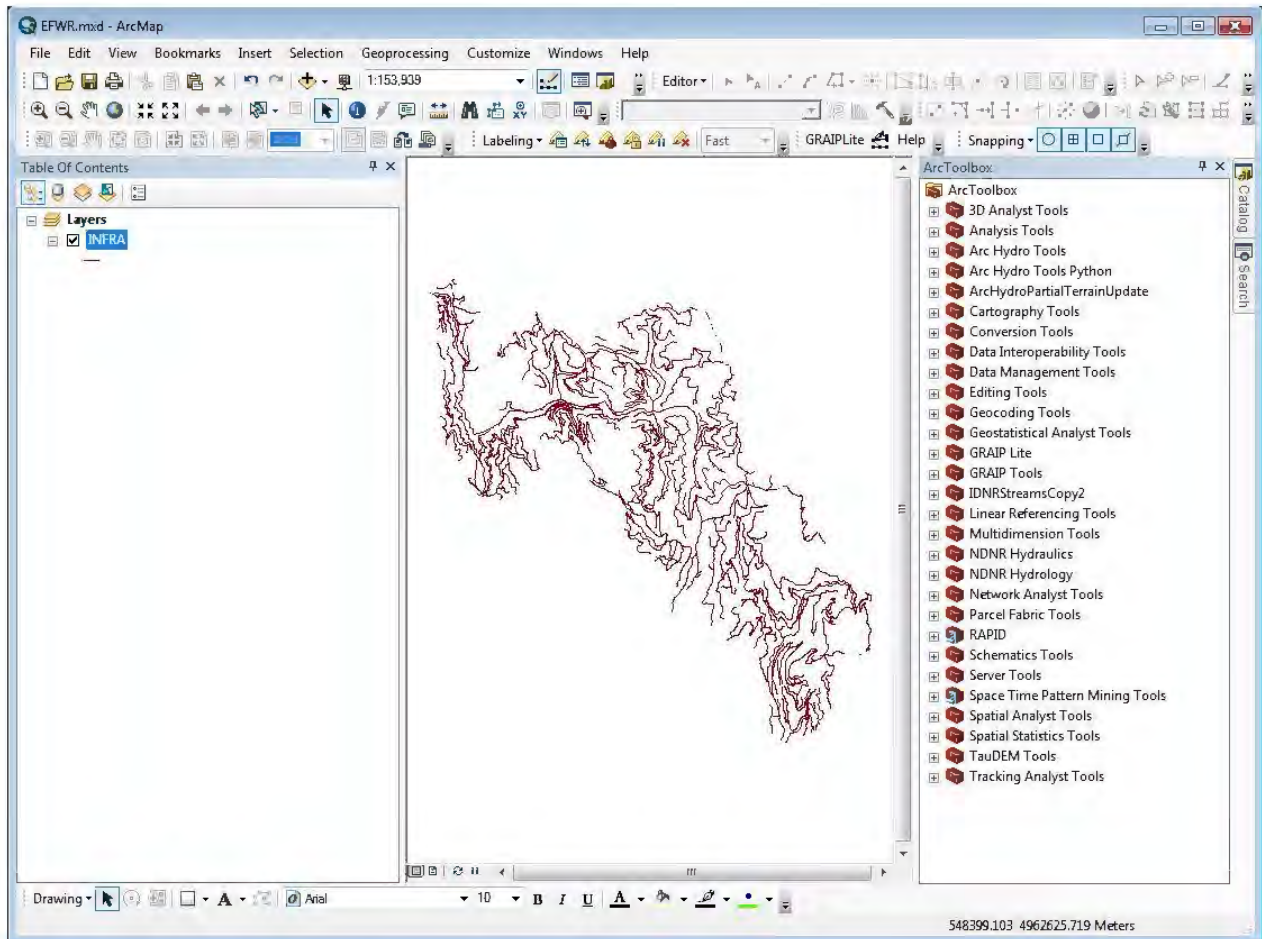 EFWR.mxd - ArcMap
File Edit View Bookmarks Insert Selection Geoprocessing Customize Windows Help
1:153,939 Editor
Labeling Fast GRAIPLite Help Snapping
Table Of Contents
Layers
INFRA
ArcToolbox
ArcToolbox
3D Analyst Tools
Analysis Tools
Arc Hydro Tools
Arc Hydro Tools Python
ArcHydroPartialTerrainUpdate
Cartography Tools
Conversion Tools
Data Interoperability Tools
Data Management Tools
Editing Tools
Geocoding Tools
Geostatistical Analyst Tools
GRAIP Lite
GRAIP Tools
IDNRStreamsCopy2
Linear Referencing Tools
Multidimension Tools
NDNR Hydraulics
NDNR Hydrology
Network Analyst Tools
Parcel Fabric Tools
RAPID
Schematics Tools
Server Tools
Space Time Pattern Mining Tools
Spatial Analyst Tools
Spatial Statistics Tools
TauDEM Tools
Tracking Analyst Tools
Catalog
Search
Drawing A Arial 10 B I U A
548399.103 4962625.719 Meters